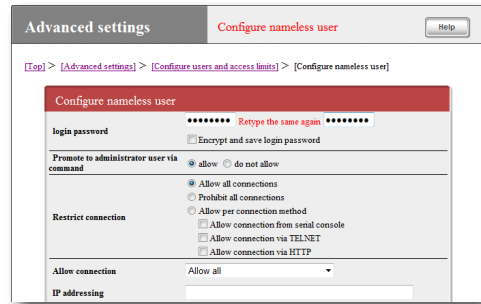 Advanced settings Configure nameless user Help
[Top] > [Advanced settings] > [Configure users and access limits] > [Configure nameless user]
Configure nameless user
login password ●●●●●●●● Retype the same again ●●●●●●●●
Encrypt and save login password
Promote to administrator user via command allow do not allow
Restrict connection
Allow all connections
Prohibit all connections
Allow per connection method
Allow connection from serial console
Allow connection via TELNET
Allow connection via HTTP
Allow connection Allow all
IP addressing